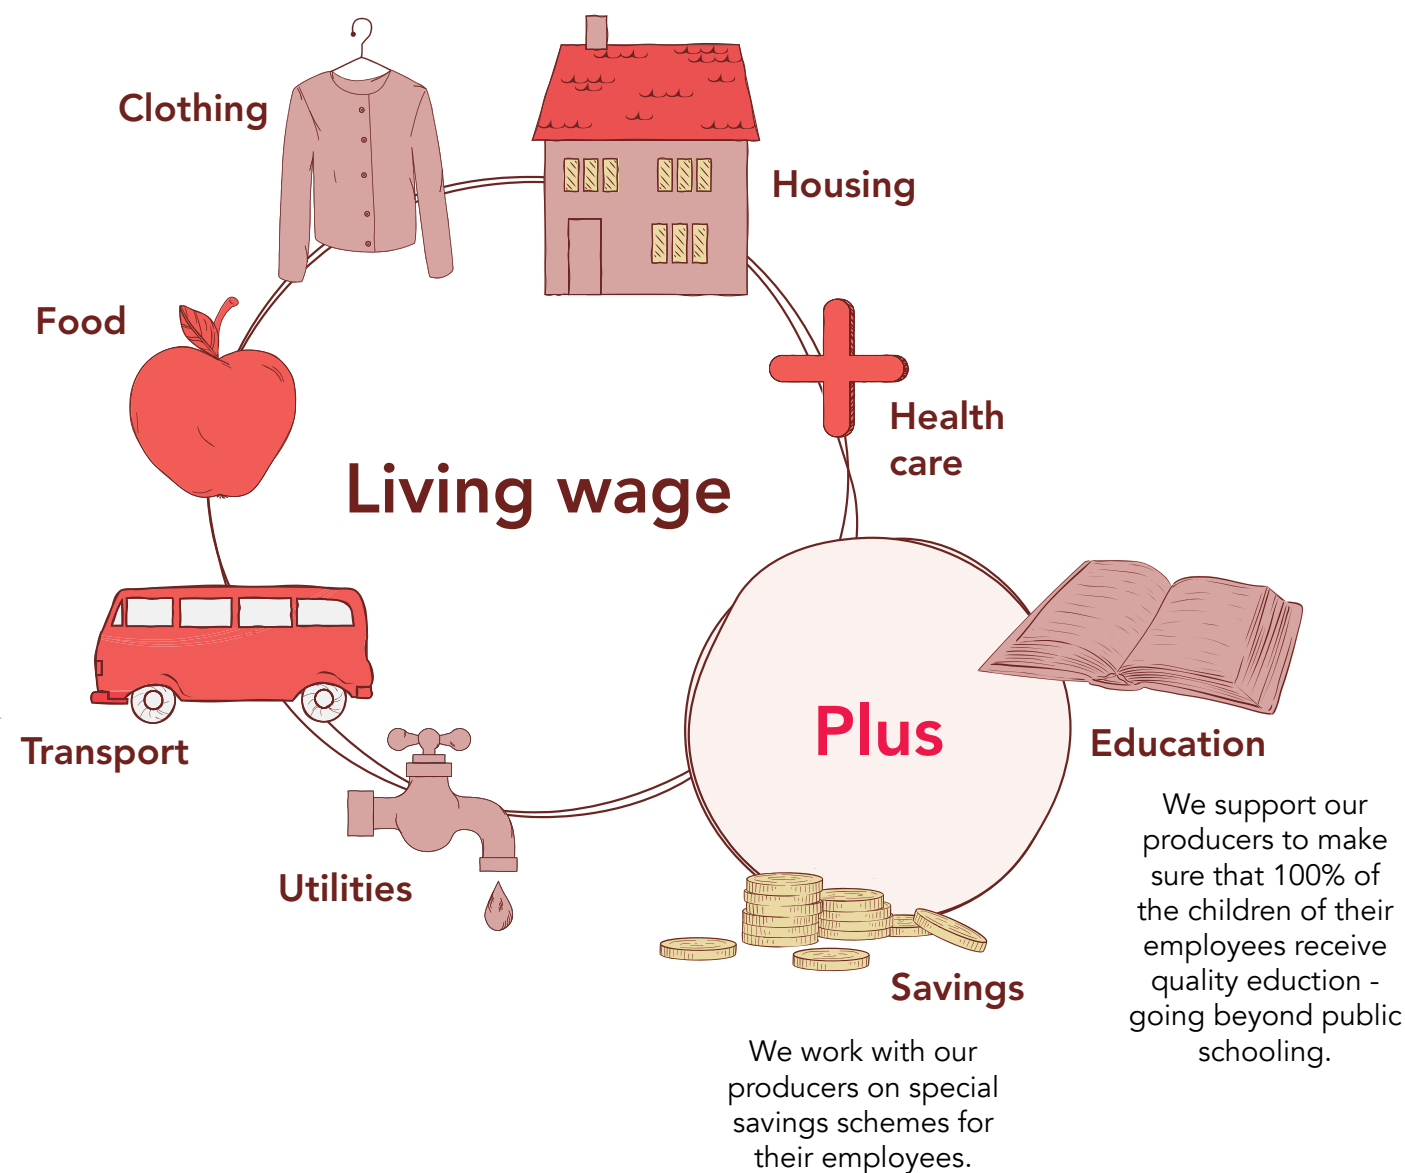 Clothing
Housing
Food
Health
care
Living wage
Transport
Plus
Education
Utilities
Savings
We support our
producers to make
sure that 100% of
the children of their
employees receive
quality eduction -
going beyond public
schooling.
We work with our
producers on special
savings schemes for
their employees.